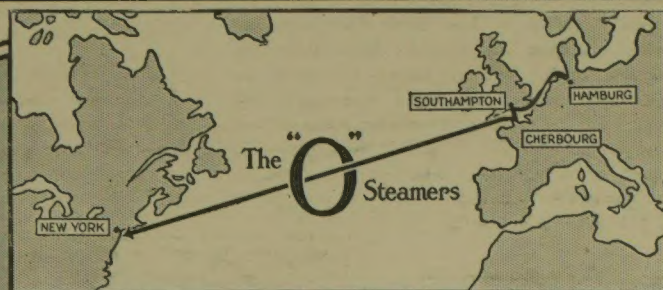 SOUTHAMPTON
HAMBURG
CHERBOURG
The "O" Steamers
NEW YORK